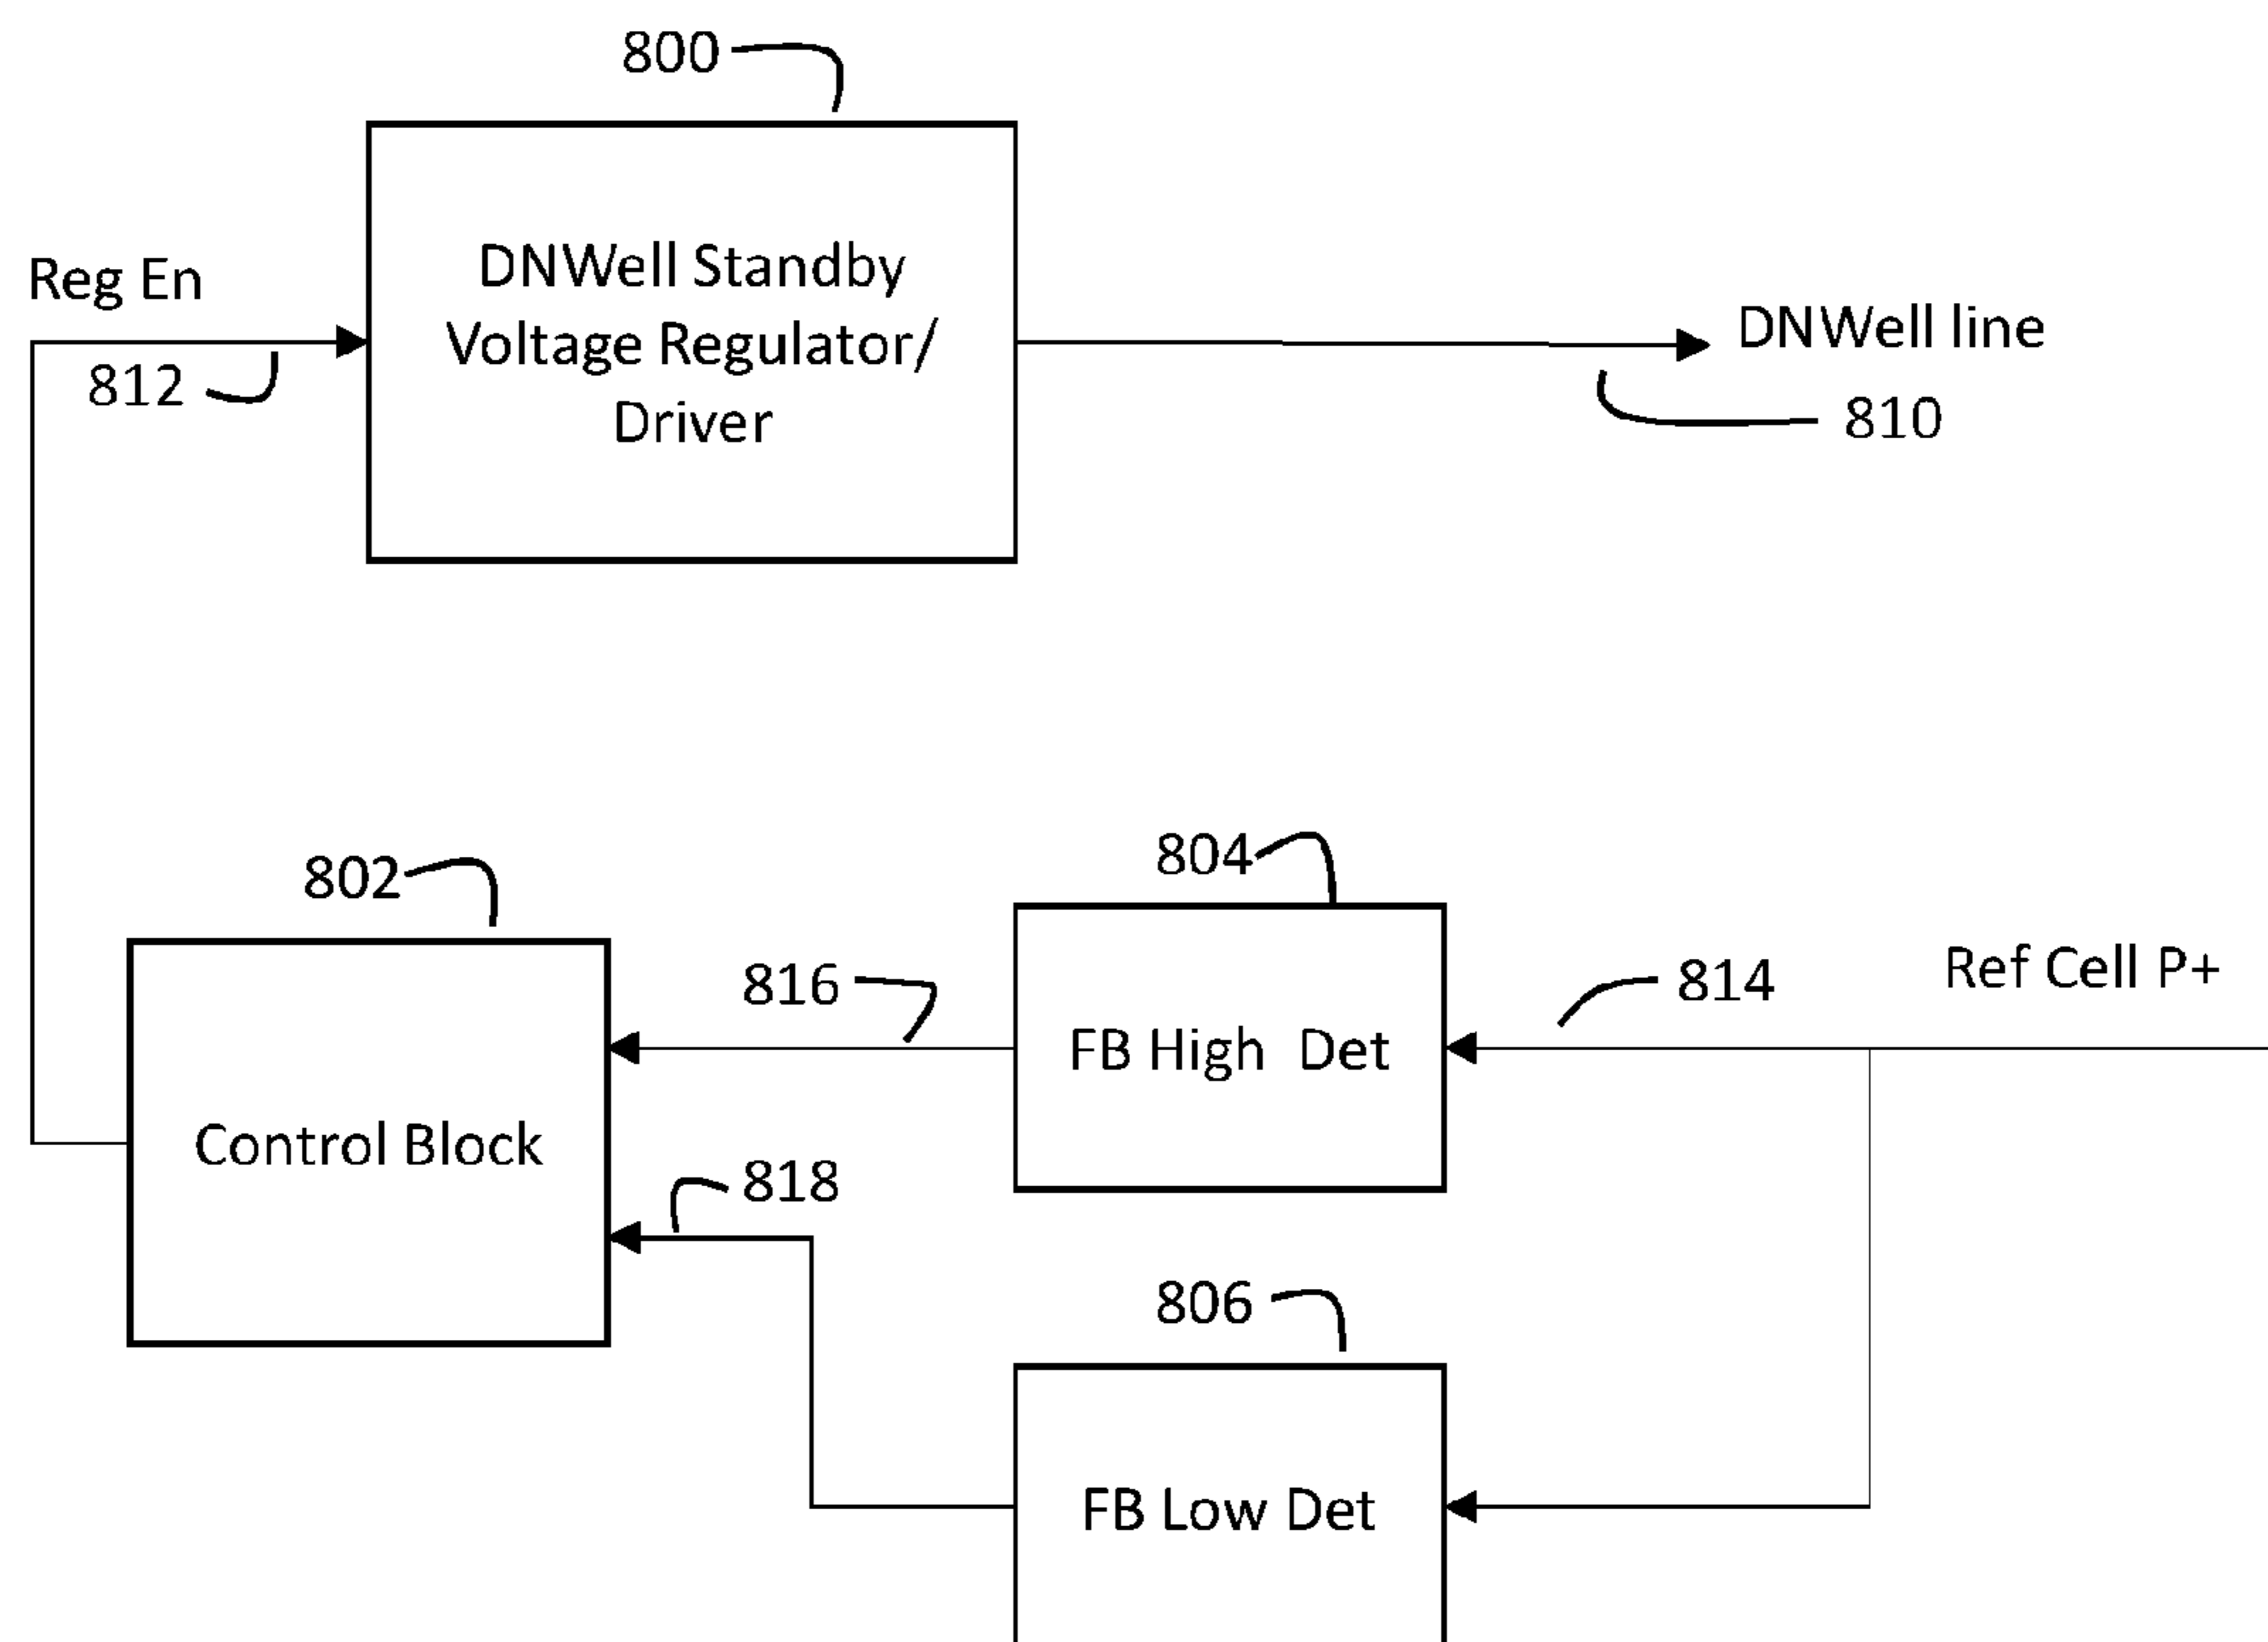 800
DNWell Standby
Voltage Regulator/
Driver
Reg En
812
DNWell line
810
802
Control Block
804
FB High Det
816
814
Ref Cell P+
818
806
FB Low Det